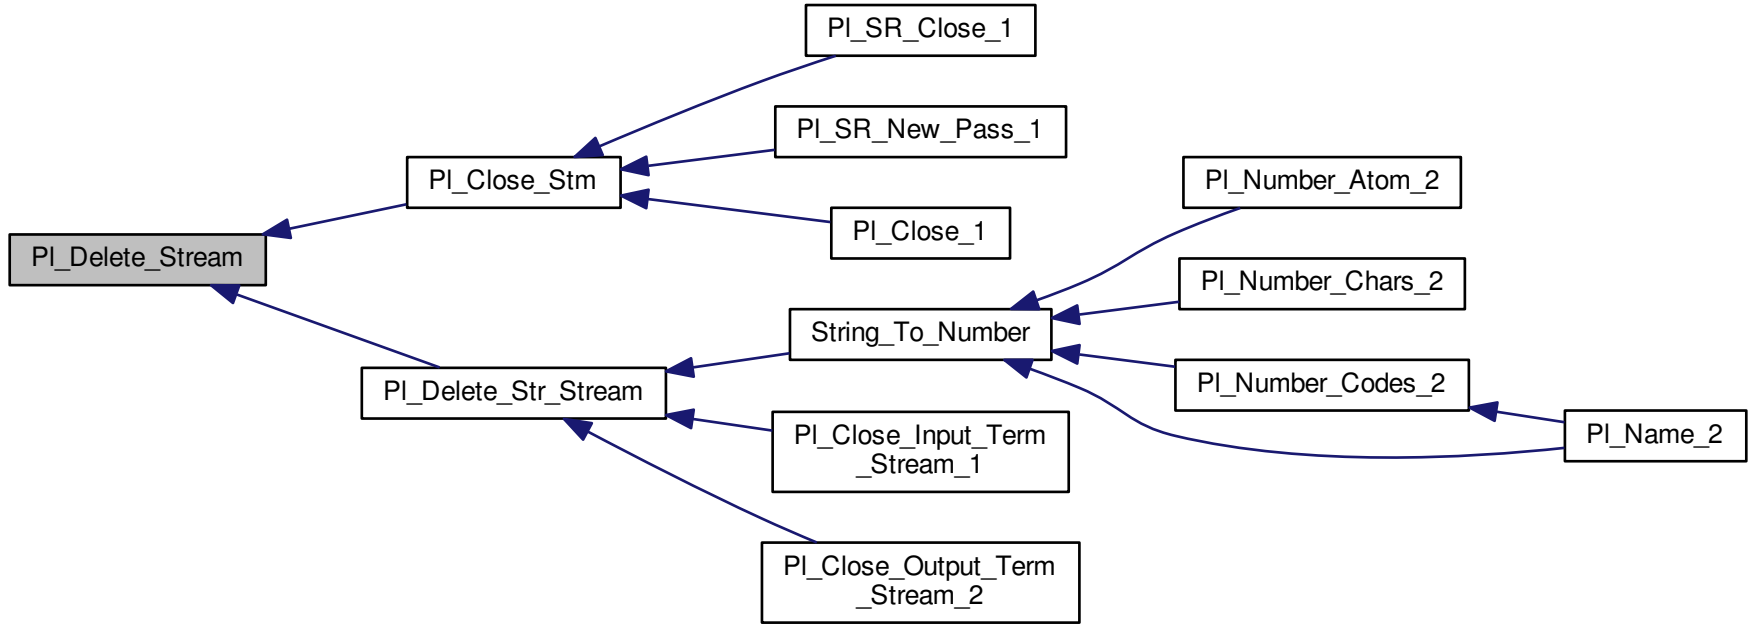 Pl_SR_Close_1
Pl_SR_New_Pass_1
Pl_Close_Stm
Pl_Number_Atom_2
Pl_Close_1
Pl_Delete_Stream
Pl_Number_Chars_2
String_To_Number
Pl_Delete_Str_Stream
Pl_Number_Codes_2
Pl_Name_2
Pl_Close_Input_Term
_Stream_1
Pl_Close_Output_Term
_Stream_2